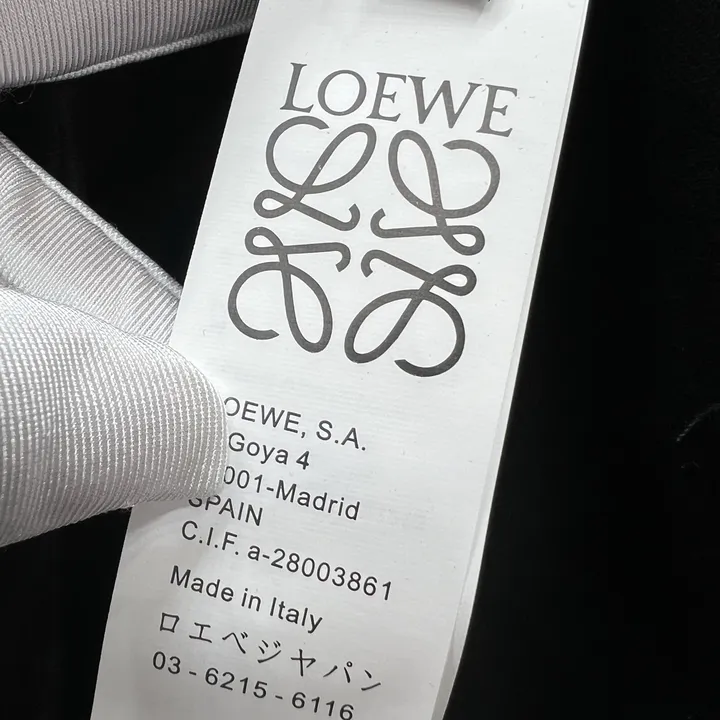 LOEWE
OEWE, S.A.
Goya 4
001-Madrid
SPAIN
C.I.F. a-28003861
Made in Italy
ロエベジャパン
03-6215-6116